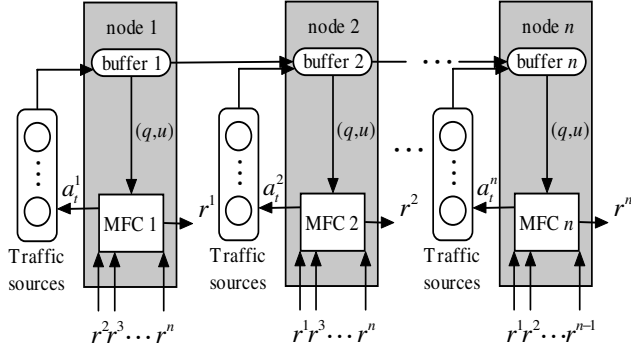 node 1 node 2 node n
buffer 1 buffer 2 ··· buffer n
(q,u) (q,u) (q,u)
···
a_t^1 r^1 a_t^2 r^2 a_t^n r^n
MFC 1 MFC 2 MFC n
Traffic sources
Traffic sources
Traffic sources
r^2 r^3 ··· r^n r^1 r^3 ··· r^n r^1 r^2 ··· r^{n-1}